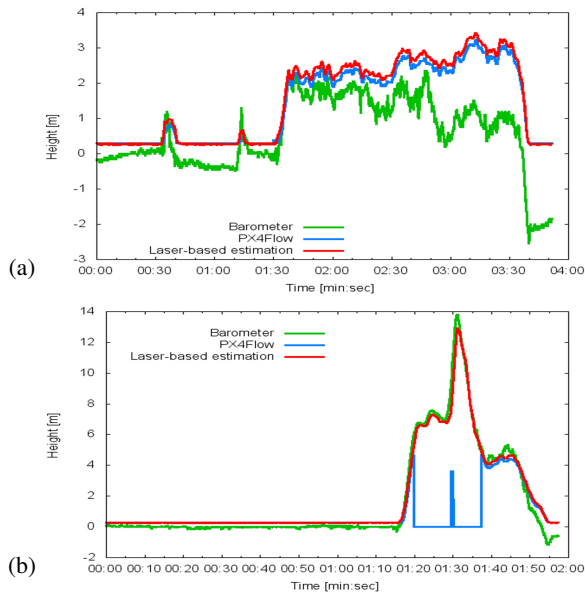 4
3
2
1
0
-1
-2
-3
Height [m]
Barometer
PX4Flow
Laser-based estimation
00:00 00:30 01:00 01:30 02:00 02:30 03:00 03:30 04:00
Time [min:sec]
(a)
14
12
10
8
6
4
2
0
-2
Height [m]
Barometer
PX4Flow
Laser-based estimation
00:00 00:10 00:20 00:30 00:40 00:50 01:00 01:10 01:20 01:30 01:40 01:50 02:00
Time [min:sec]
(b)